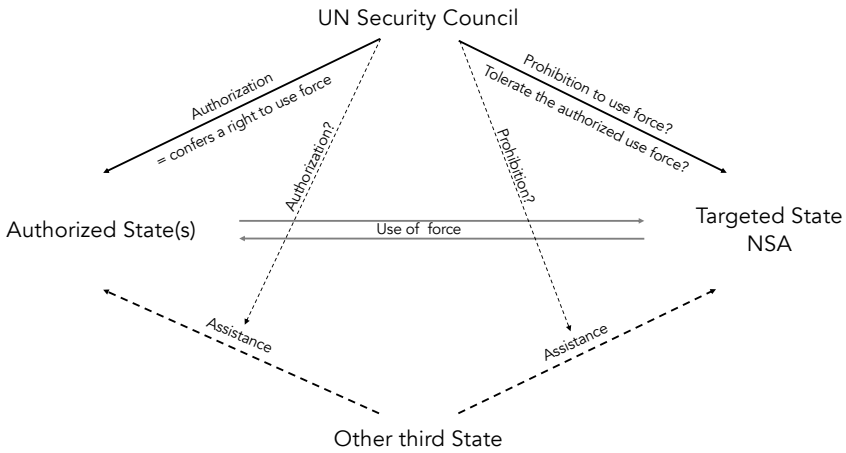 UN Security Council
Authorization
= confers a right to use force
Prohibition to use force?
Tolerate the authorized use force?
Authorization?
Prohibition?
Authorized State(s)
Use of force
Targeted State
NSA
Assistance
Assistance
Other third State